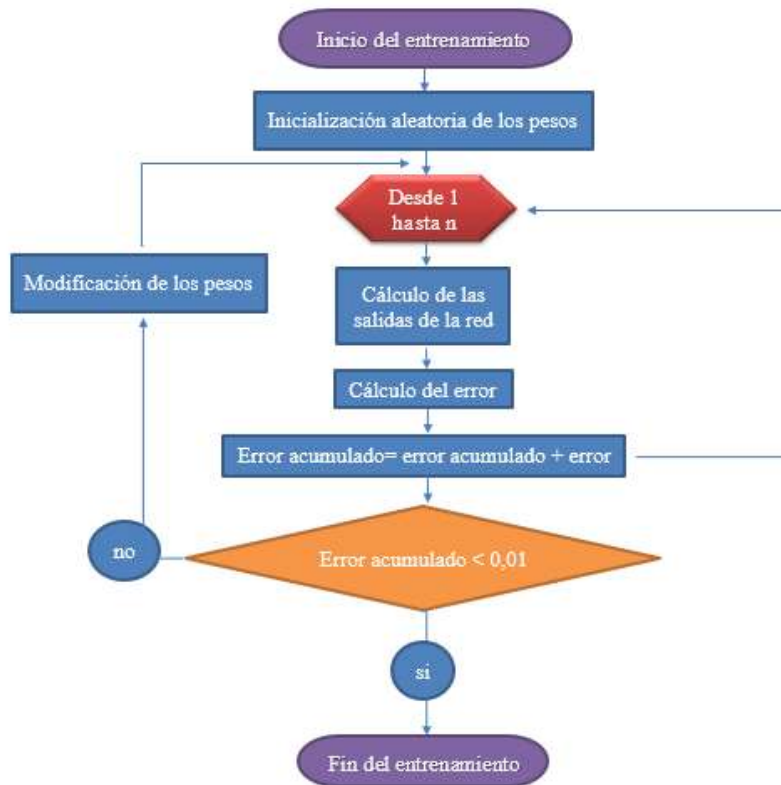 Inicio del entrenamiento
Inicialización aleatoria de los pesos
Desde 1
hasta n
Modificación de los pesos
Cálculo de las
salidas de la red
Cálculo del error
Error acumulado= error acumulado + error
no
Error acumulado < 0,01
si
Fin del entrenamiento